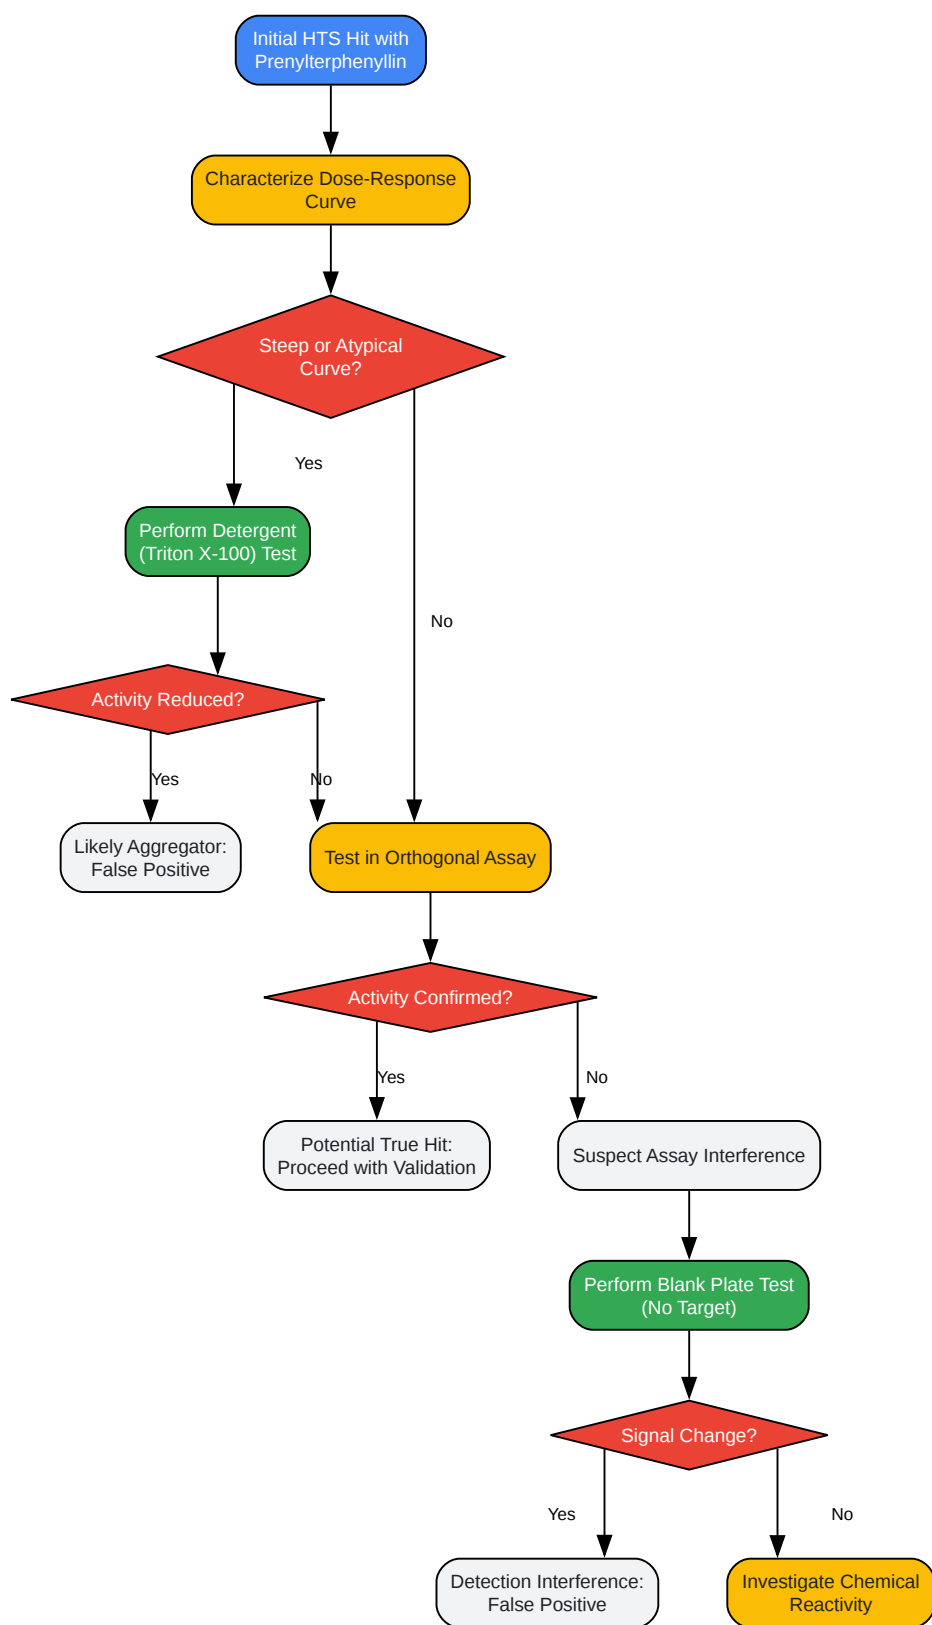 Initial HTS Hit with
Prenylterphenyllin
Characterize Dose-Response
Curve
Steep or Atypical
Curve?
Yes
Perform Detergent
(Triton X-100) Test
No
Activity Reduced?
Yes
No
Likely Aggregator:
False Positive
Test in Orthogonal Assay
Activity Confirmed?
Yes
No
Potential True Hit:
Proceed with Validation
Suspect Assay Interference
Perform Blank Plate Test
(No Target)
Signal Change?
Yes
No
Detection Interference:
False Positive
Investigate Chemical
Reactivity